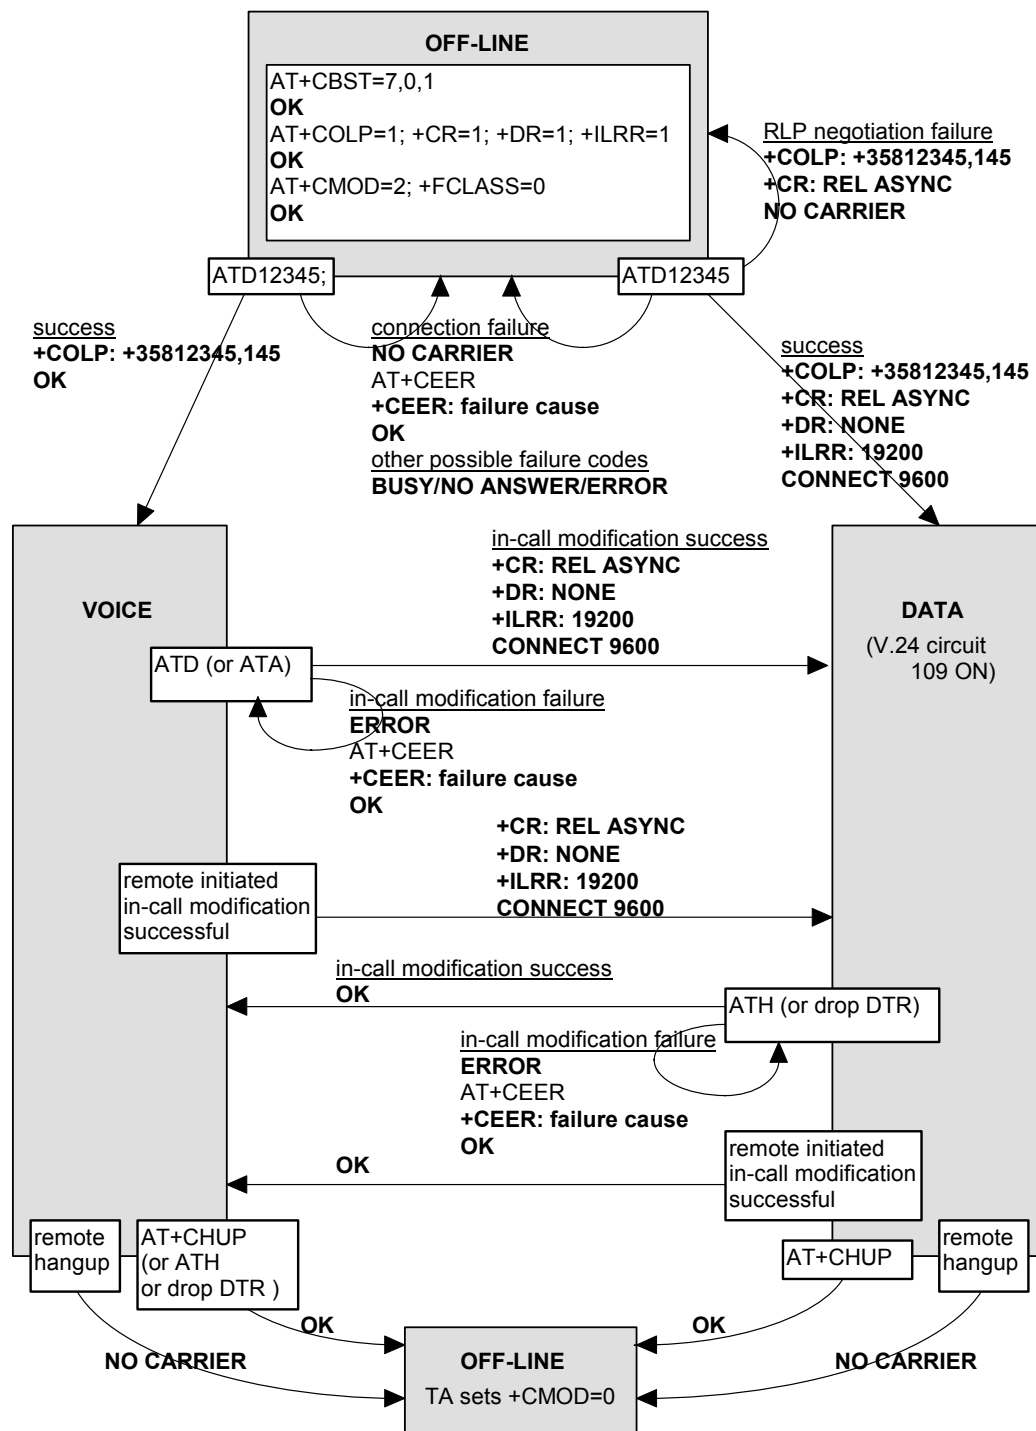 OFF-LINE
AT+CBST=7,0,1
OK
AT+COLP=1; +CR=1; +DR=1; +ILRR=1
OK
AT+CMOD=2; +FCLASS=0
OK
RLP negotiation failure
+COLP: +35812345,145
+CR: REL ASYNC
NO CARRIER
ATD12345;
ATD12345
success
+COLP: +35812345,145
OK
connection failure
NO CARRIER
AT+CEER
+CEER: failure cause
OK
other possible failure codes
BUSY/NO ANSWER/ERROR
success
+COLP: +35812345,145
+CR: REL ASYNC
+DR: NONE
+ILRR: 19200
CONNECT 9600
VOICE
in-call modification success
+CR: REL ASYNC
+DR: NONE
+ILRR: 19200
CONNECT 9600
DATA
(V.24 circuit
109 ON)
ATD (or ATA)
in-call modification failure
ERROR
AT+CEER
+CEER: failure cause
OK
+CR: REL ASYNC
+DR: NONE
+ILRR: 19200
CONNECT 9600
remote initiated
in-call modification
successful
in-call modification success
OK
ATH (or drop DTR)
in-call modification failure
ERROR
AT+CEER
+CEER: failure cause
OK
OK
remote initiated
in-call modification
successful
remote
hangup
AT+CHUP
(or ATH
or drop DTR )
AT+CHUP
remote
hangup
OK
OK
NO CARRIER
NO CARRIER
OFF-LINE
TA sets +CMOD=0